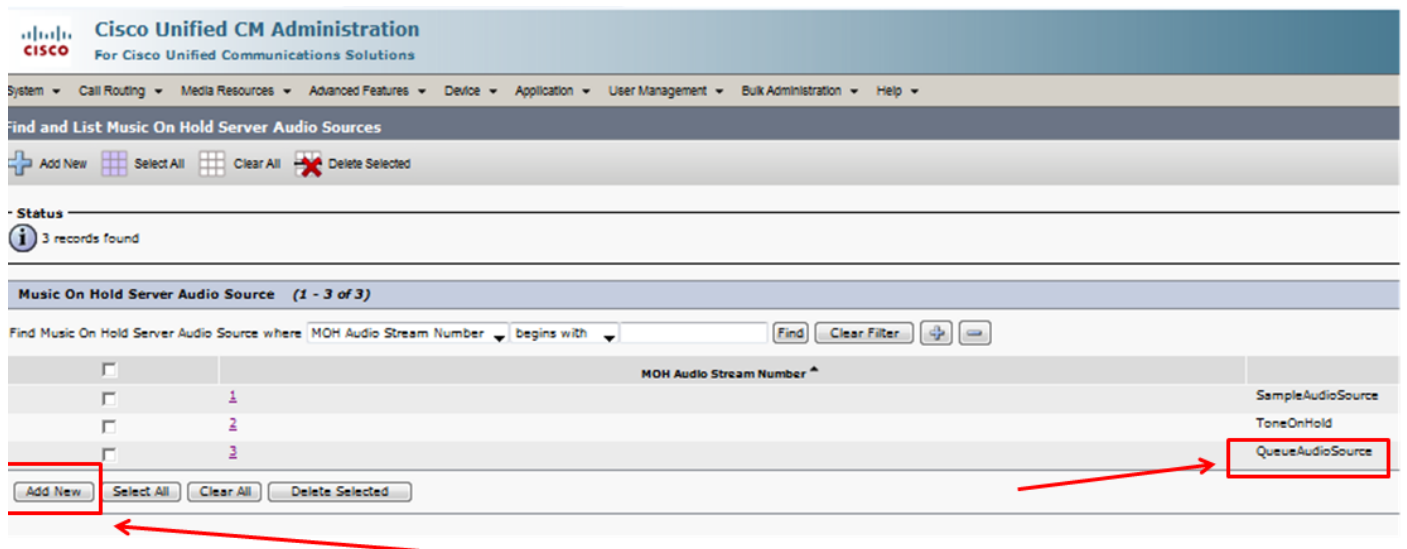 Cisco Unified CM Administration
CISCO For Cisco Unified Communications Solutions
System Call Routing Media Resources Advanced Features Device Application User Management Bulk Administration Help
Find and List Music On Hold Server Audio Sources
Add New Select All Clear All Delete Selected
Status
i 3 records found
Music On Hold Server Audio Source (1 - 3 of 3)
Find Music On Hold Server Audio Source where MOH Audio Stream Number begins with Find Clear Filter
MOH Audio Stream Number
1 SampleAudioSource
2 ToneOnHold
3 QueueAudioSource
Add New Select All Clear All Delete Selected